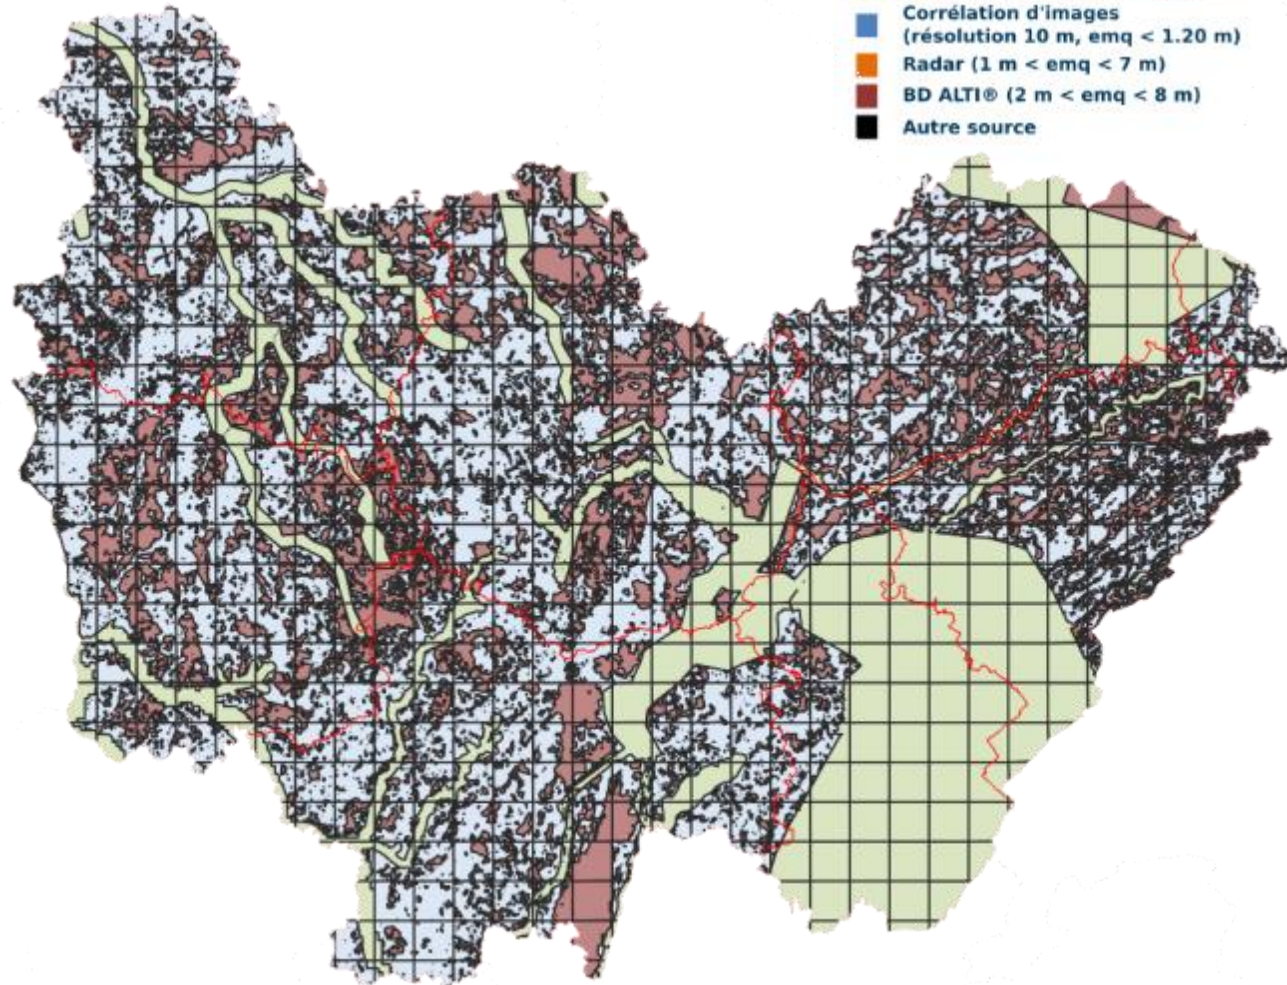 Corrélation d'images
(résolution 10 m, emq < 1.20 m)
Radar (1 m < emq < 7 m)
BD ALTI® (2 m < emq < 8 m)
Autre source